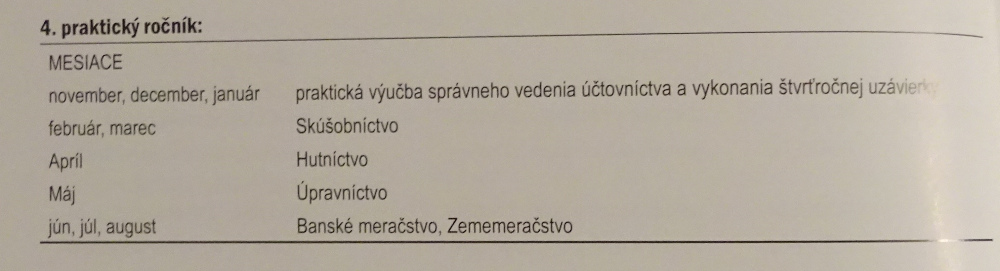 4. praktický ročník:
MESIACE
november, december, január praktická výučba správneho vedenia účtovníctva a vykonania štvrťročnej uzávierky
február, marec Skúšobníctvo
Apríl Hutníctvo
Máj Úpravníctvo
jún, júl, august Banské meračstvo, Zememeračstvo